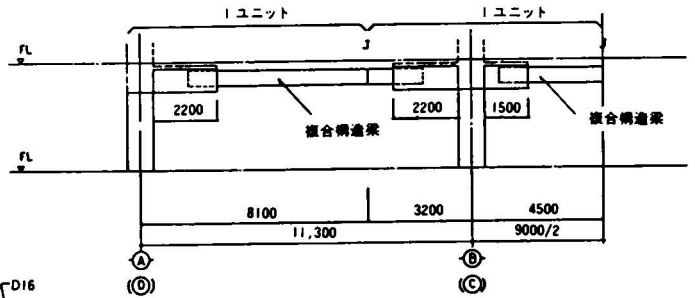 1ユニット 1ユニット
J J
FL
2200 2200 1500
複合構造梁 複合構造梁
FL
8100 3200 4500
11,300 9000/2
A B
(D) (C)
D16